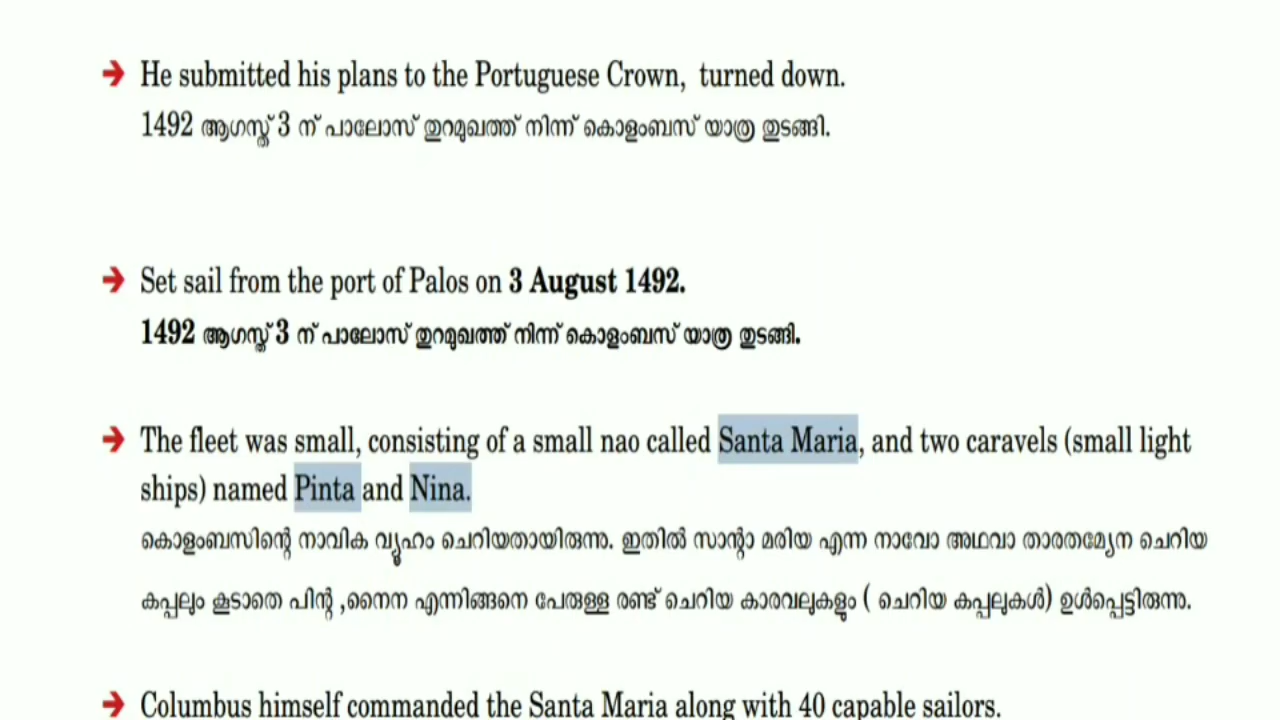 ➔ He submitted his plans to the Portuguese Crown, turned down.
1492 ആഗസ്ത് 3 ന് പാലോസ് തുറമുഖത്ത് നിന്ന് കൊളംബസ് യാത്ര തുടങ്ങി.
➔ Set sail from the port of Palos on 3 August 1492.
1492 ആഗസ്ത് 3 ന് പാലോസ് തുറമുഖത്ത് നിന്ന് കൊളംബസ് യാത്ര തുടങ്ങി.
➔ The fleet was small, consisting of a small nao called Santa Maria, and two caravels (small light
ships) named Pinta and Nina.
കൊളംബസിന്റെ നാവിക വ്യൂഹം ചെറിയതായിരുന്നു. ഇതിൽ സാന്റാ മരിയ എന്ന നാവോ അഥവാ താരതമ്യേന ചെറിയ
കപ്പലും കൂടാതെ പിന്റ ,നൈന എന്നിങ്ങനെ പേരുള്ള രണ്ട് ചെറിയ കാരവലുകളും ( ചെറിയ കപ്പലുകൾ) ഉൾപ്പെട്ടിരുന്നു.
➔ Columbus himself commanded the Santa Maria along with 40 capable sailors.